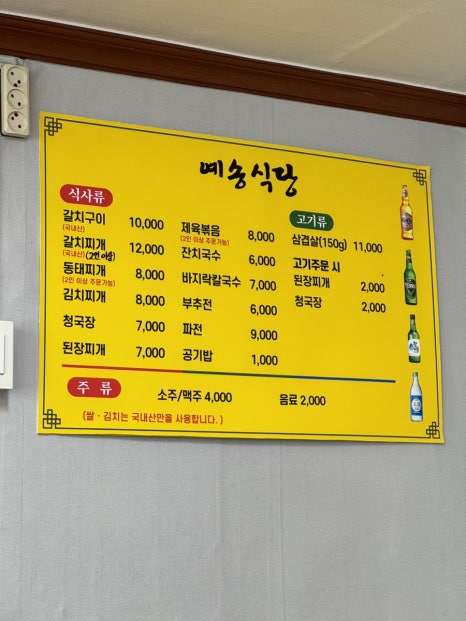 예송식당
식사류
갈치구이 10,000
(국내산)
갈치찌개 12,000
(국내산) (2인 이상)
동태찌개 8,000
(2인 이상 주문가능)
김치찌개 8,000
청국장 7,000
된장찌개 7,000
제육볶음 8,000
(2인 이상 주문가능)
잔치국수 6,000
바지락칼국수 7,000
부추전 6,000
파전 9,000
공기밥 1,000
고기류
삼겹살(150g) 11,000
고기주문 시
된장찌개 2,000
청국장 2,000
주 류
소주/맥주 4,000 음료 2,000
(쌀·김치는 국내산만을 사용합니다.)